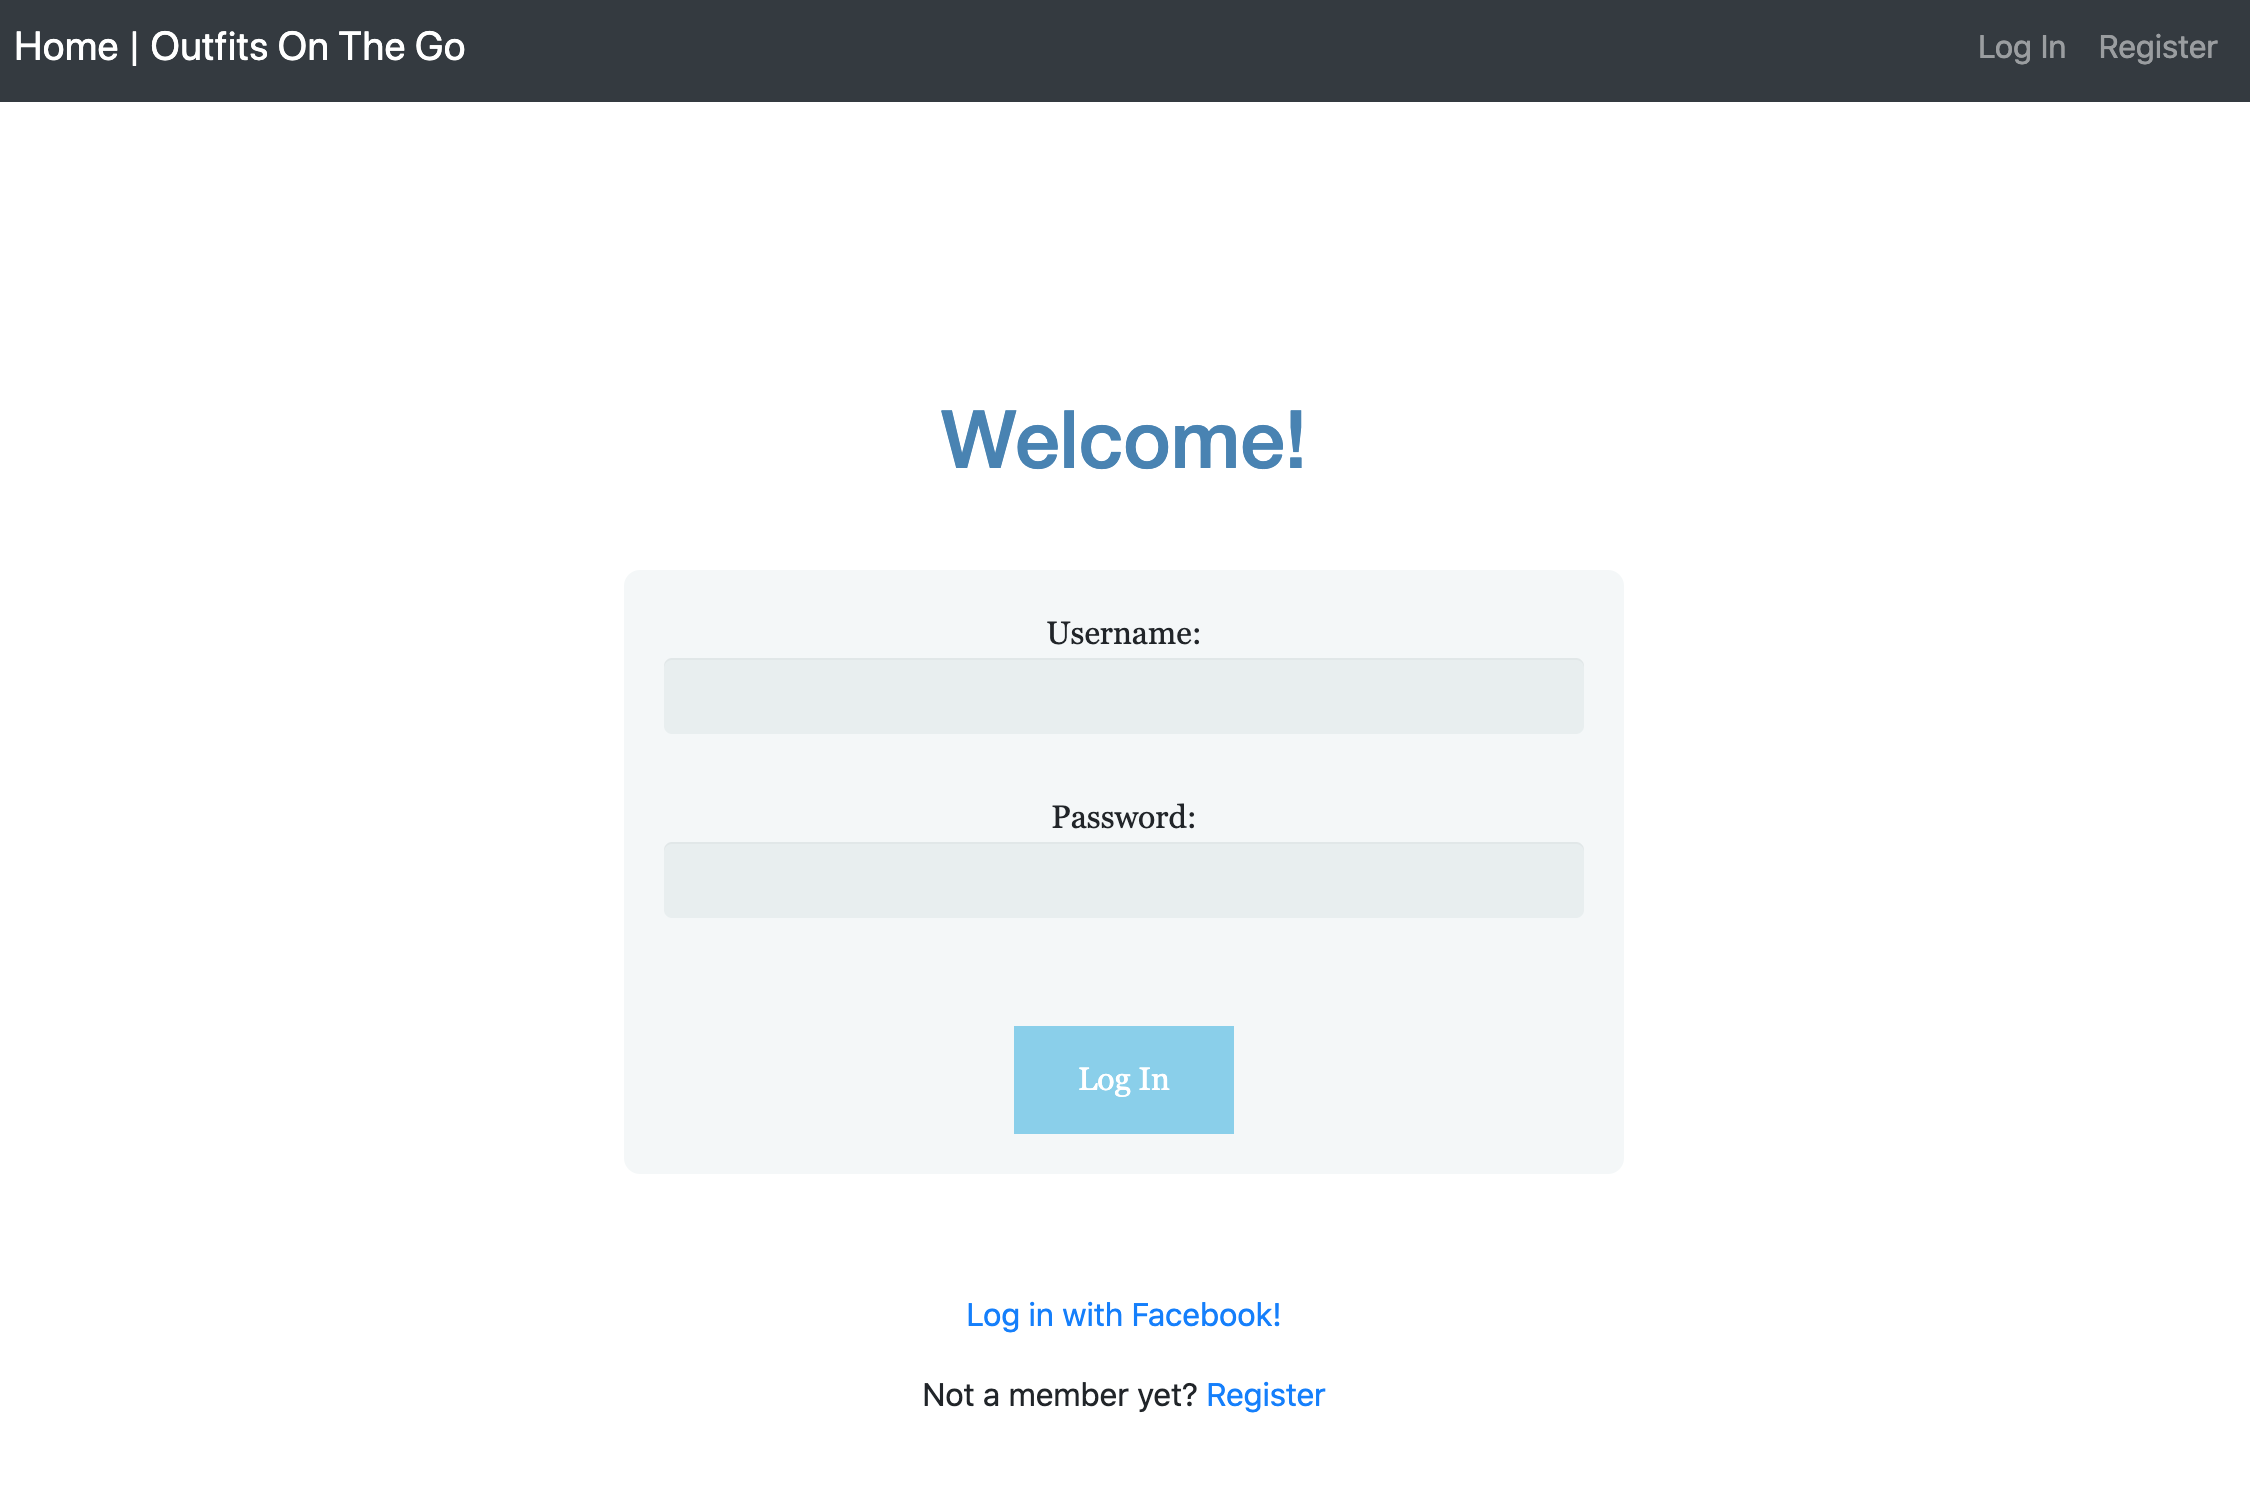 Home | Outfits On The Go
Log In Register
Welcome!
Username:
Password:
Log In
Log in with Facebook!
Not a member yet? Register